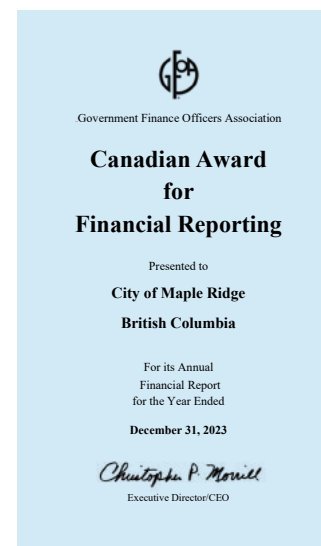 GFOA
Government Finance Officers Association
Canadian Award
for
Financial Reporting
Presented to
City of Maple Ridge
British Columbia
For its Annual
Financial Report
for the Year Ended
December 31, 2023
Christopher P. Morrill
Executive Director/CEO